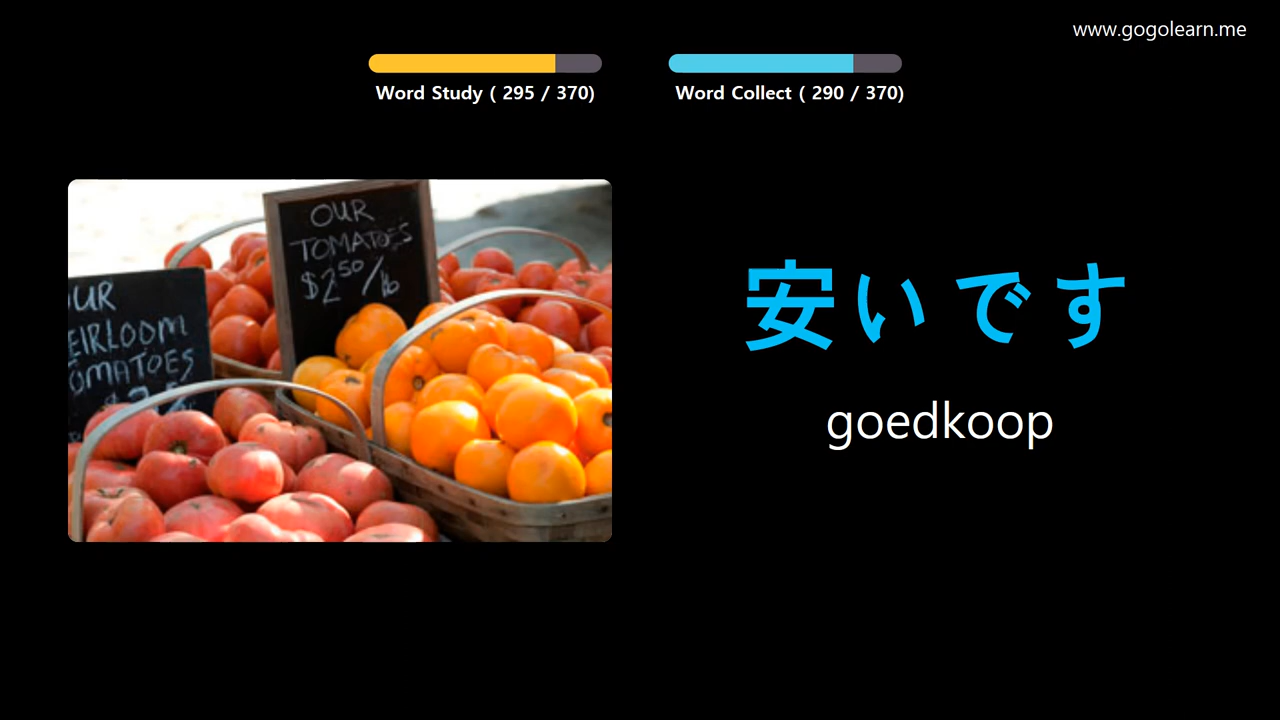 www.gogolearn.me
Word Study ( 295 / 370)
Word Collect ( 290 / 370)
OUR
TOMATOES
$2.50/lb
UR
EIRLOOM
OMATOES
安いです
goedkoop